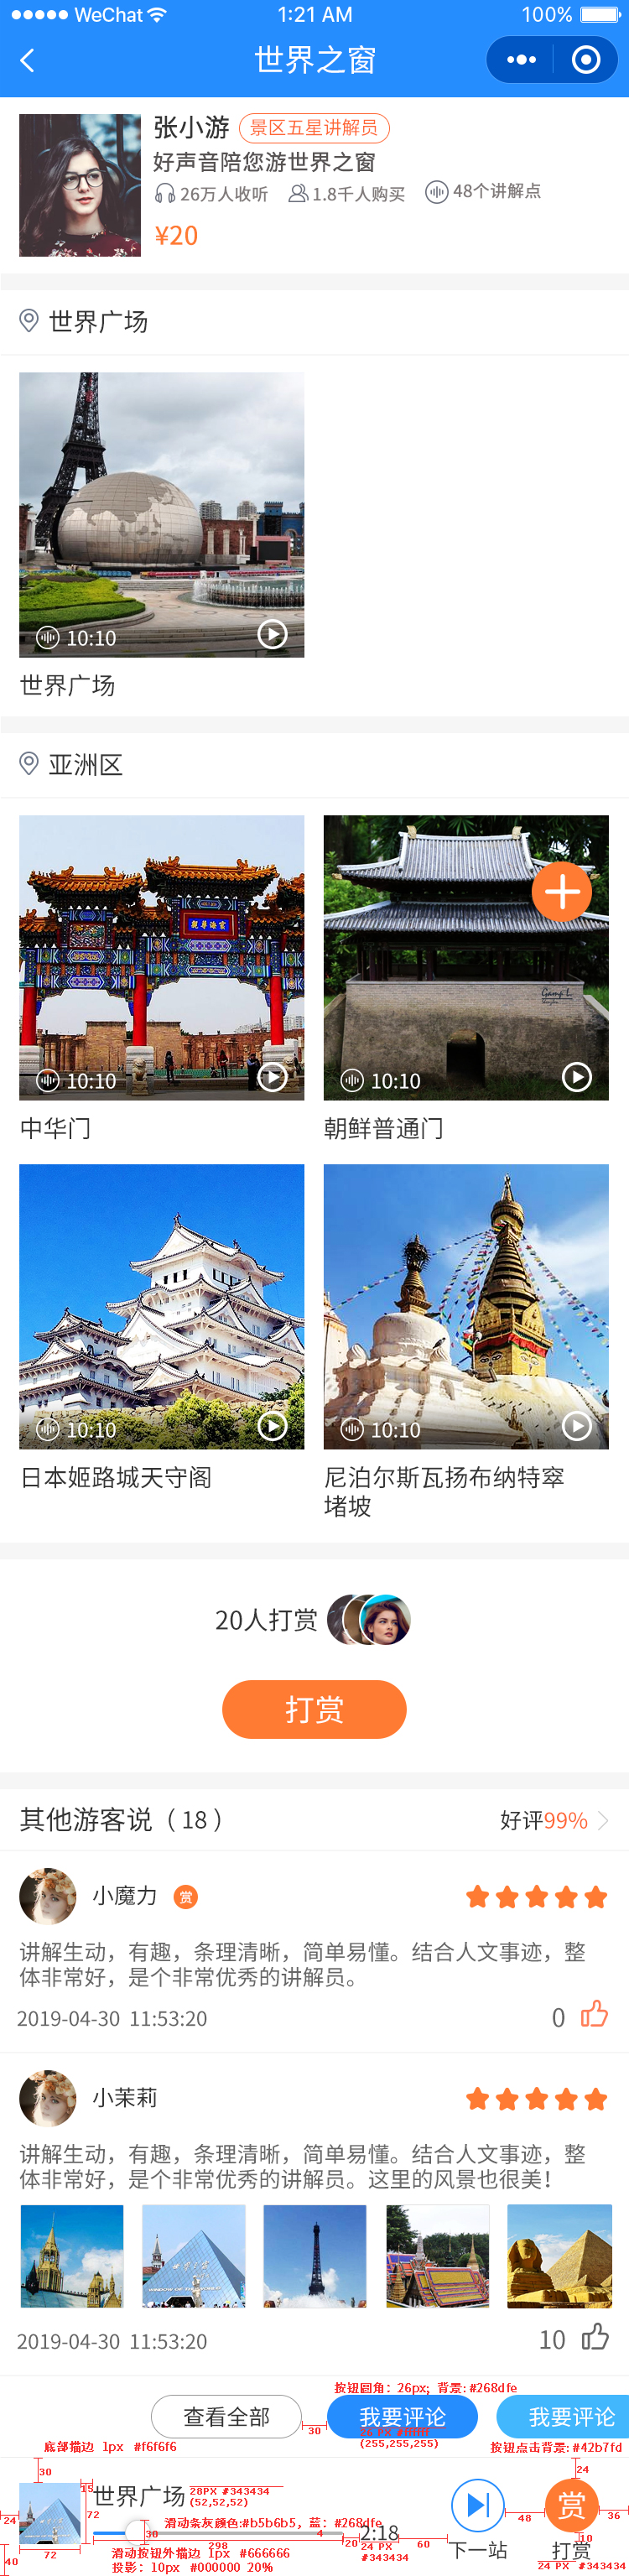 WeChat 1:21 AM 100%
世界之窗
张小游 景区五星讲解员
好声音陪您游世界之窗
26万人收听 1.8千人购买 48个讲解点
¥20
世界广场
10:10
世界广场
亚洲区
10:10 10:10
中华门 朝鲜普通门
10:10 10:10
日本姬路城天守阁 尼泊尔斯瓦扬布纳特窣
堵坡
20人打赏
打赏
其他游客说（18） 好评99%
小魔力 赏
讲解生动，有趣，条理清晰，简单易懂。结合人文事迹，整
体非常好，是个非常优秀的讲解员。
2019-04-30 11:53:20 0
小茉莉
讲解生动，有趣，条理清晰，简单易懂。结合人文事迹，整
体非常好，是个非常优秀的讲解员。这里的风景也很美！
2019-04-30 11:53:20 10
按钮圆角：26px；背景:#268dfe
查看全部 我要评论 我要评论
30 26 PX #ffffff
(255,255,255)
底部描边 1px #f6f6f6 按钮点击背景:#42b7fd
30 24
15 世界广场 28PX #343434
(52,52,52)
24 72 48 赏 36
滑动条灰颜色:#b5b6b5，蓝：#268dfe
30 4 20 2:18
72 298 24 PX 60 下一站 打赏 10
#343434
40 滑动按钮外描边 1px #666666
投影：10px #000000 20% 24 PX #343434